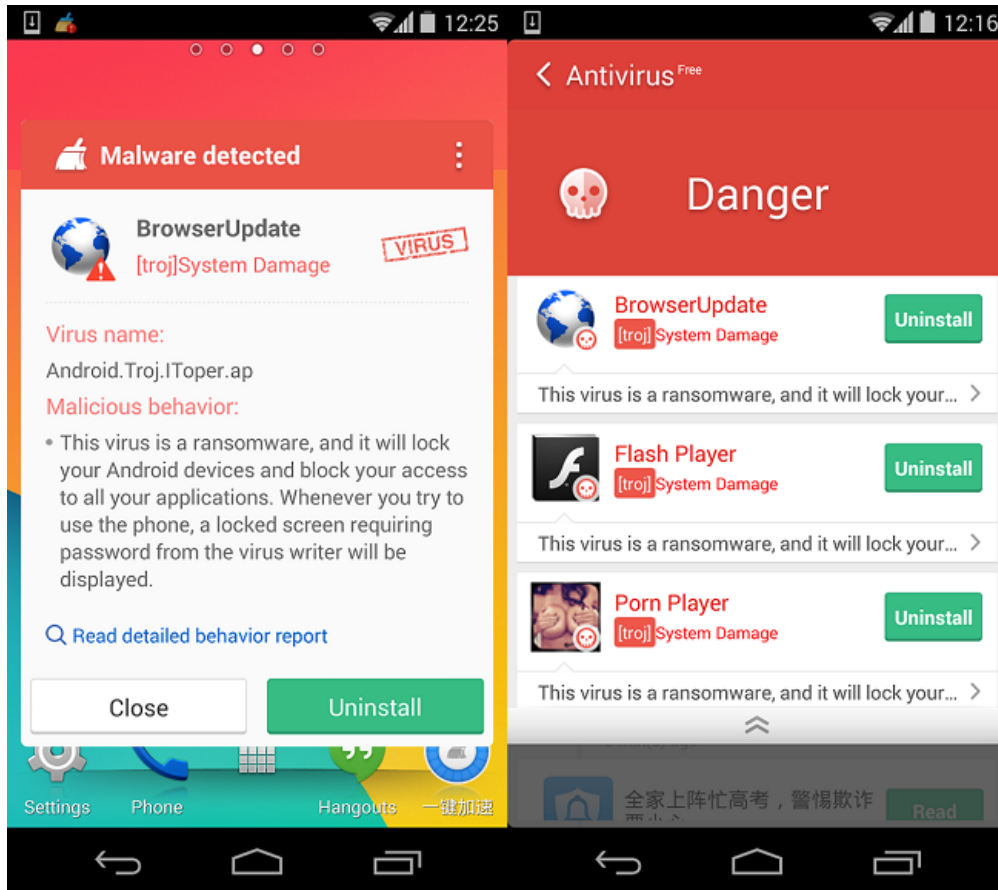 12:25
Malware detected
BrowserUpdate
[troj]System Damage
VIRUS
Virus name:
Android.Troj.IToper.ap
Malicious behavior:
• This virus is a ransomware, and it will lock
your Android devices and block your access
to all your applications. Whenever you try to
use the phone, a locked screen requiring
password from the virus writer will be
displayed.
Read detailed behavior report
Close
Uninstall
Settings
Phone
Hangouts
一键加速
12:16
Antivirus Free
Danger
BrowserUpdate
[troj]System Damage
Uninstall
This virus is a ransomware, and it will lock your...
Flash Player
[troj]System Damage
Uninstall
This virus is a ransomware, and it will lock your...
Porn Player
[troj]System Damage
Uninstall
This virus is a ransomware, and it will lock your...
全家上阵忙高考，警惕欺诈
Read